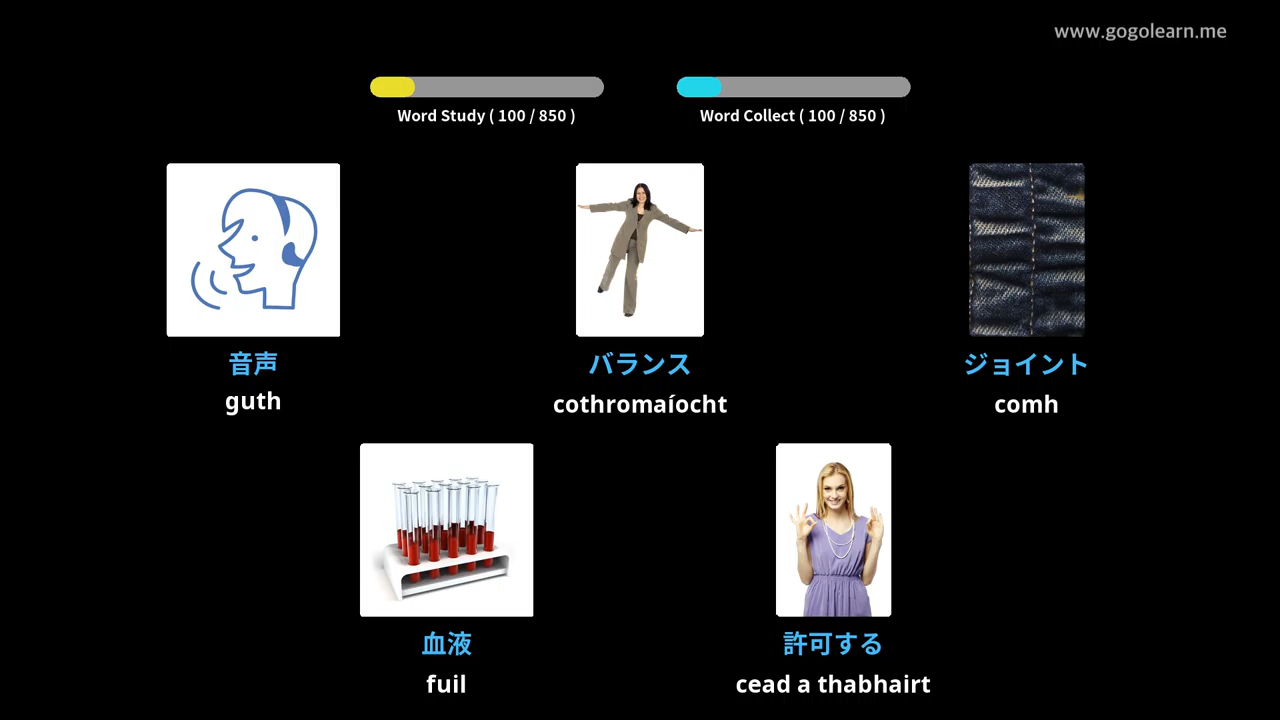 www.gogolearn.me
Word Study ( 100 / 850 )
Word Collect ( 100 / 850 )
音声
guth
バランス
cothromaíocht
ジョイント
comh
血液
fuil
許可する
cead a thabhairt